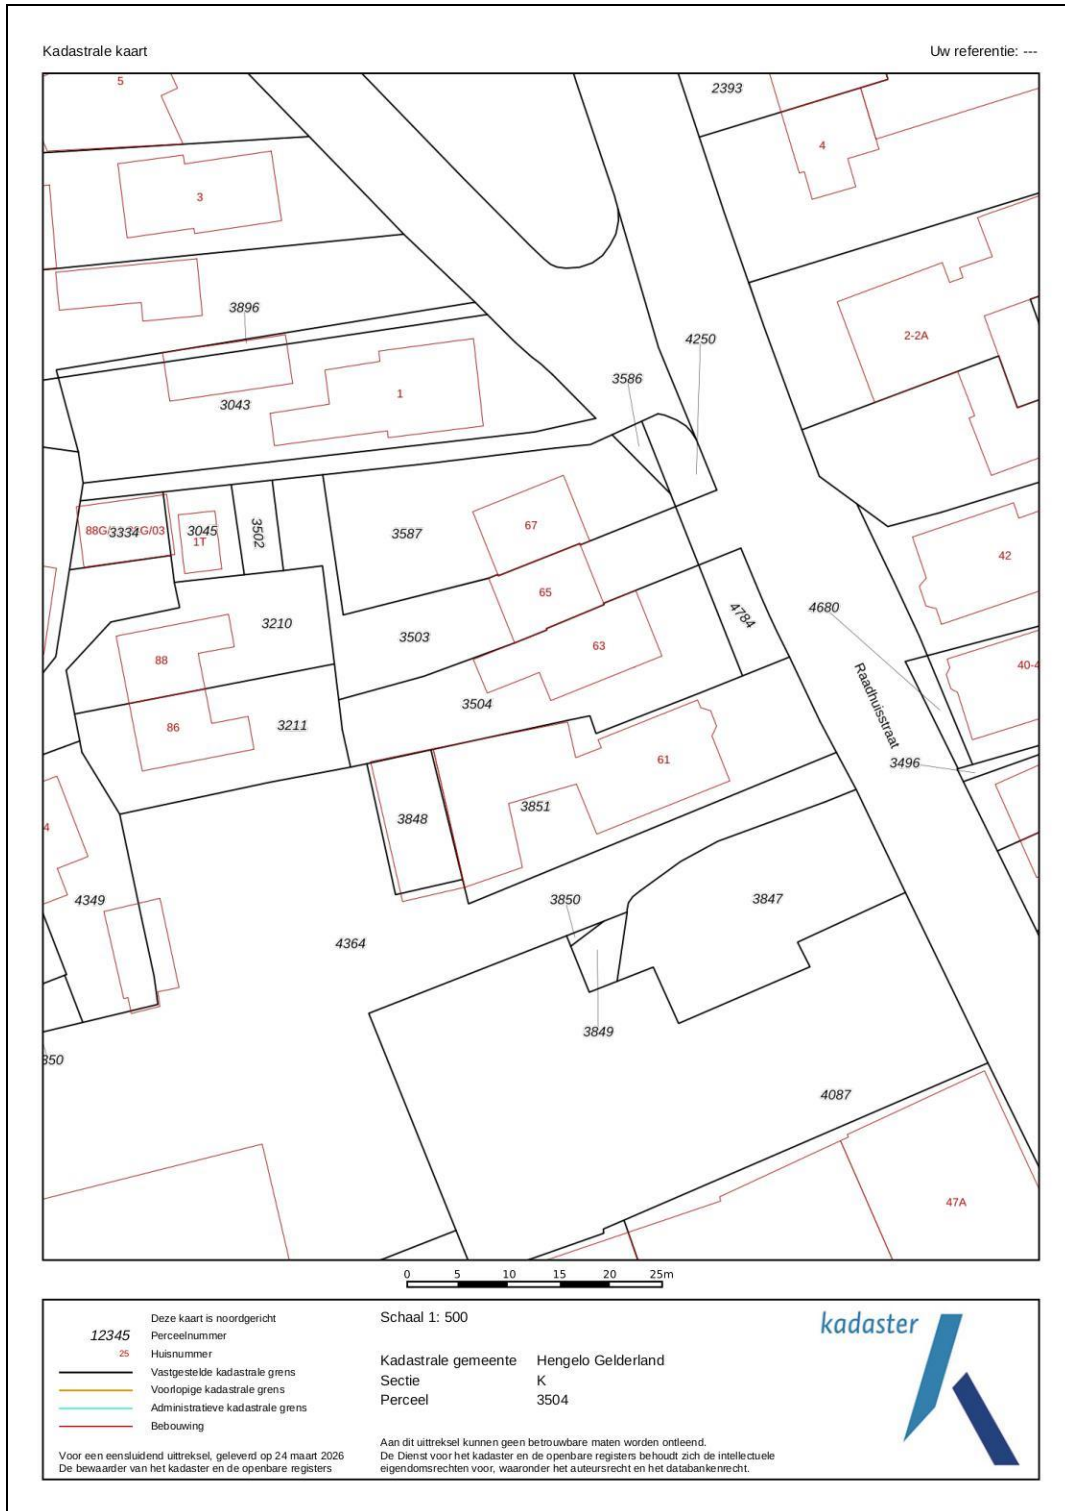 Kadastrale kaart
Uw referentie: ---
5
2393
4
3
3896
4250
2-2A
3586
1
3043
67
88G/03
3334
3045
1T
3502
3587
42
65
4784
4680
3210
3503
63
88
40-4
Raadhuisstraat
3504
86
3211
61
3496
3848
3851
4
4349
3850
3847
4364
3849
350
4087
47A
0 5 10 15 20 25m
Deze kaart is noordgericht
12345 Perceelnummer
25 Huisnummer
Vastgestelde kadastrale grens
Voorlopige kadastrale grens
Administratieve kadastrale grens
Bebouwing
Voor een eensluidend uittreksel, geleverd op 24 maart 2026
De bewaarder van het kadaster en de openbare registers
Schaal 1: 500
Kadastrale gemeente Hengelo Gelderland
Sectie K
Perceel 3504
Aan dit uittreksel kunnen geen betrouwbare maten worden ontleend.
De Dienst voor het kadaster en de openbare registers behoudt zich de intellectuele
eigendomsrechten voor, waaronder het auteursrecht en het databankenrecht.
kadaster